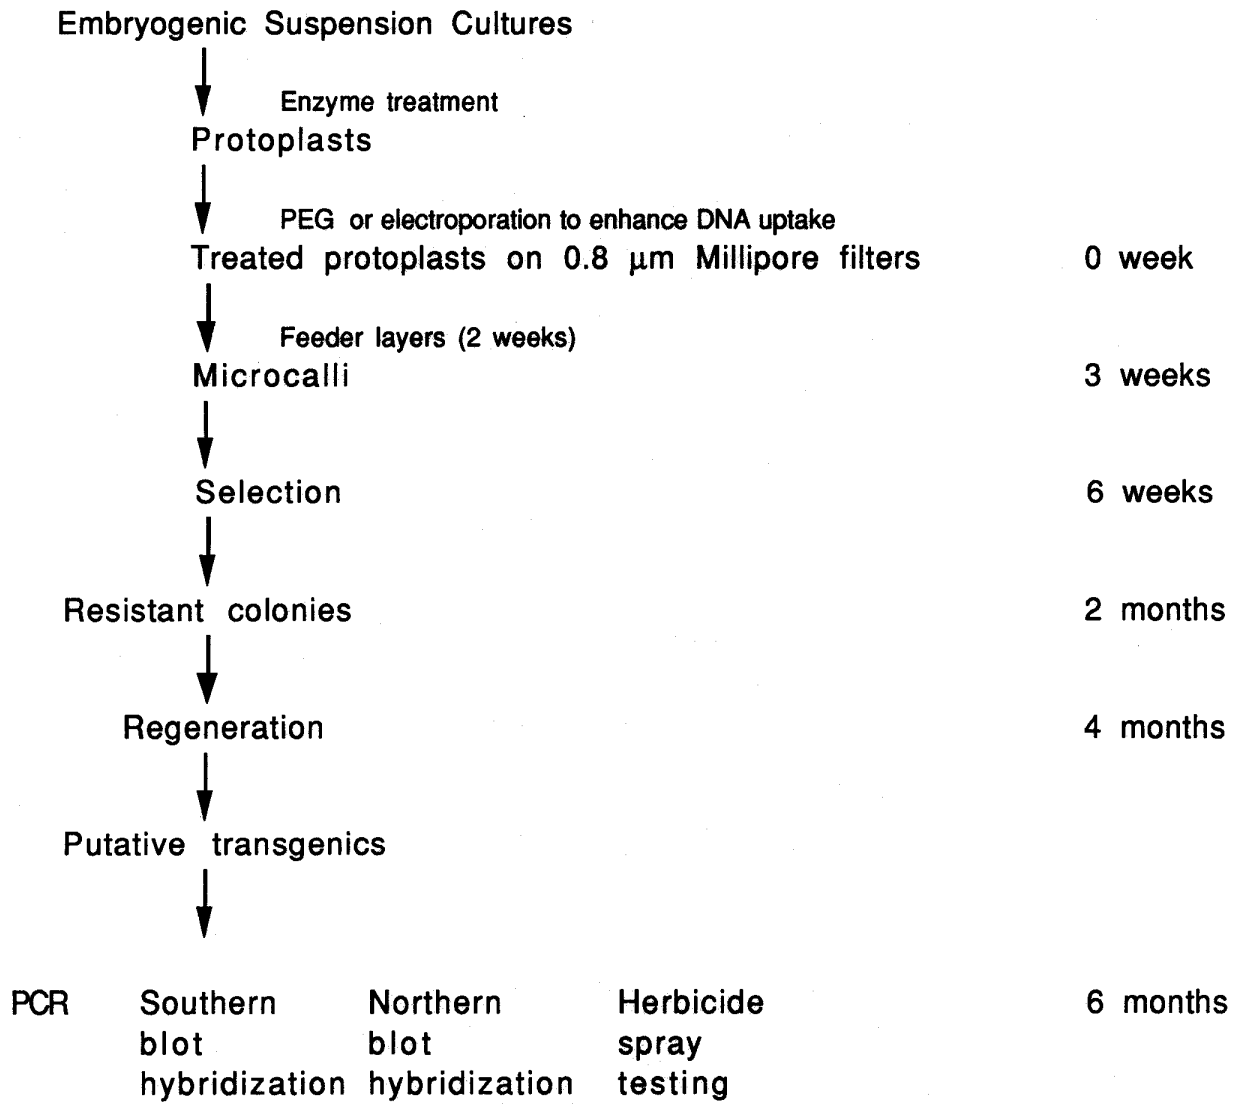 Embryogenic Suspension Cultures
Enzyme treatment
Protoplasts
PEG or electroporation to enhance DNA uptake
Treated protoplasts on 0.8 μm Millipore filters 0 week
Feeder layers (2 weeks)
Microcalli 3 weeks
Selection 6 weeks
Resistant colonies 2 months
Regeneration 4 months
Putative transgenics
PCR Southern Northern Herbicide 6 months
blot blot spray
hybridization hybridization testing